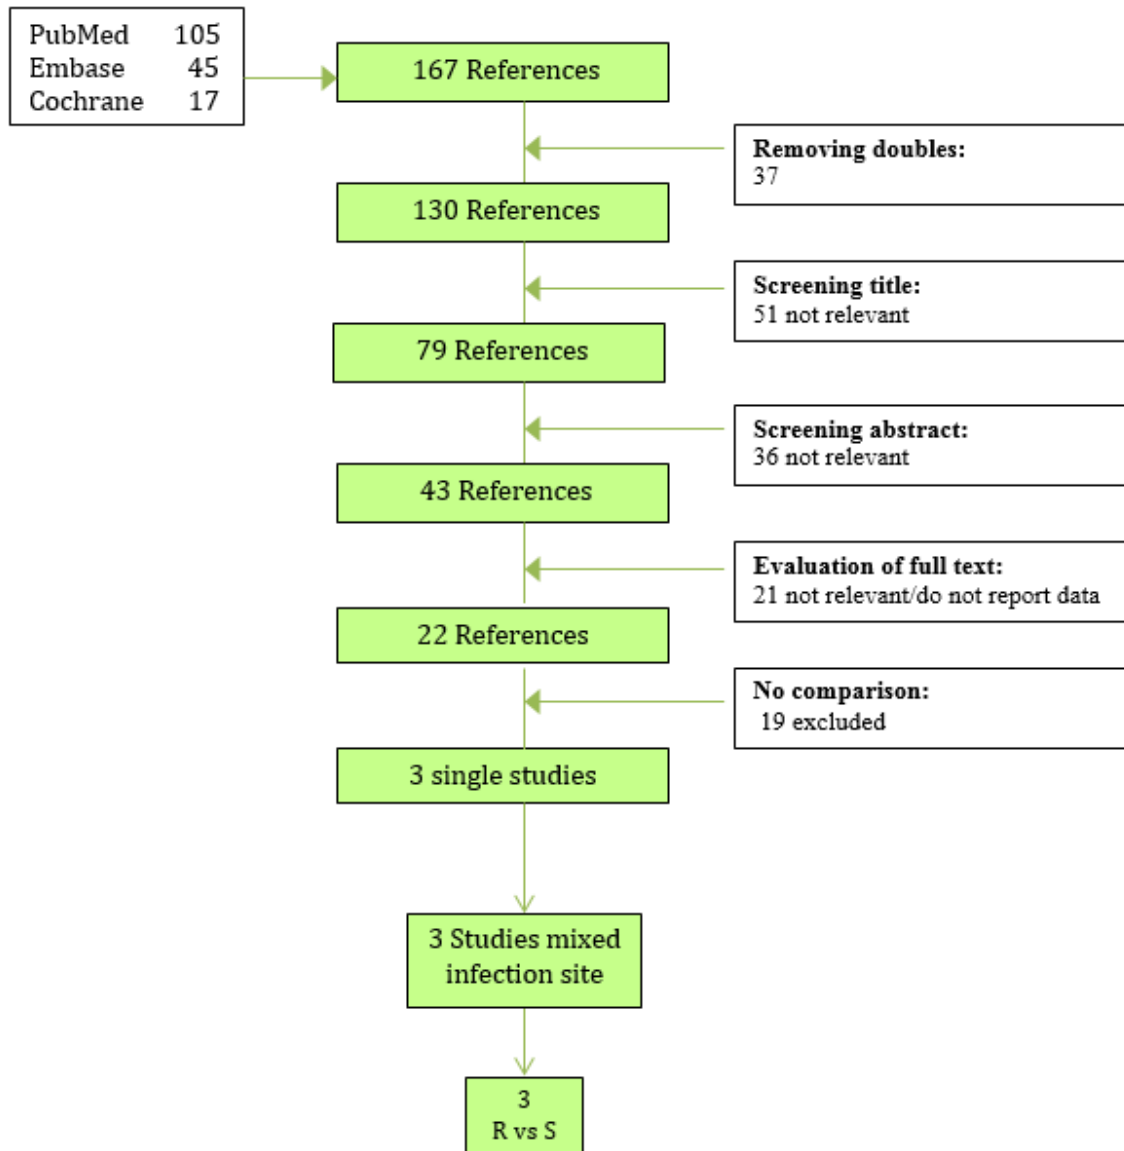 PubMed 105
Embase 45
Cochrane 17
167 References
Removing doubles:
37
130 References
Screening title:
51 not relevant
79 References
Screening abstract:
36 not relevant
43 References
Evaluation of full text:
21 not relevant/do not report data
22 References
No comparison:
19 excluded
3 single studies
3 Studies mixed
infection site
3
R vs S